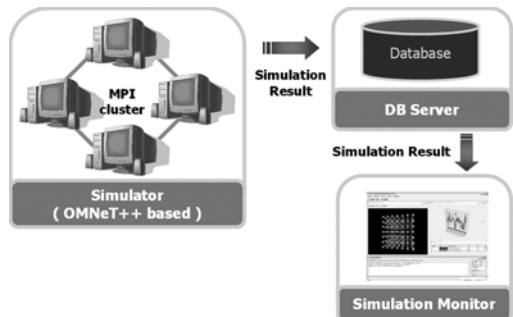 MPI
cluster
Simulator
( OMNeT++ based )
Simulation
Result
Database
DB Server
Simulation Result
Simulation Monitor